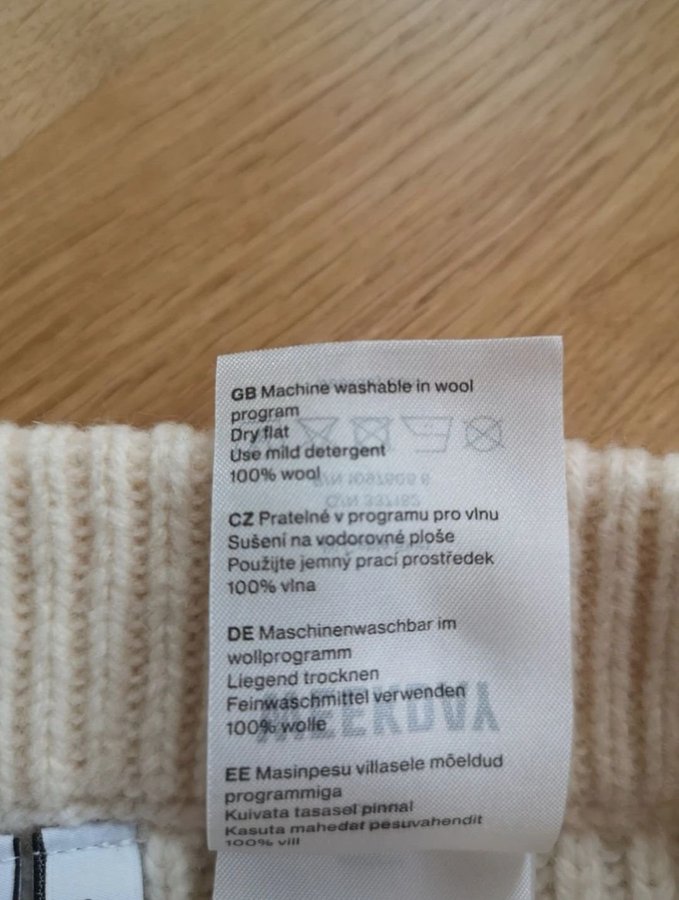 GB Machine washable in wool
program
Dry flat
Use mild detergent
100% wool
CZ Pratelné v programu pro vlnu
Sušení na vodorovné ploše
Použijte jemný prací prostředek
100% vlna
DE Maschinenwaschbar im
wollprogramm
Liegend trocknen
Feinwaschmittel verwenden
100% wolle
EE Masinpesu villasele mõeldud
programmiga
Kuivata tasasel pinnal
Kasuta mahedat pesuvahendit
100% vill